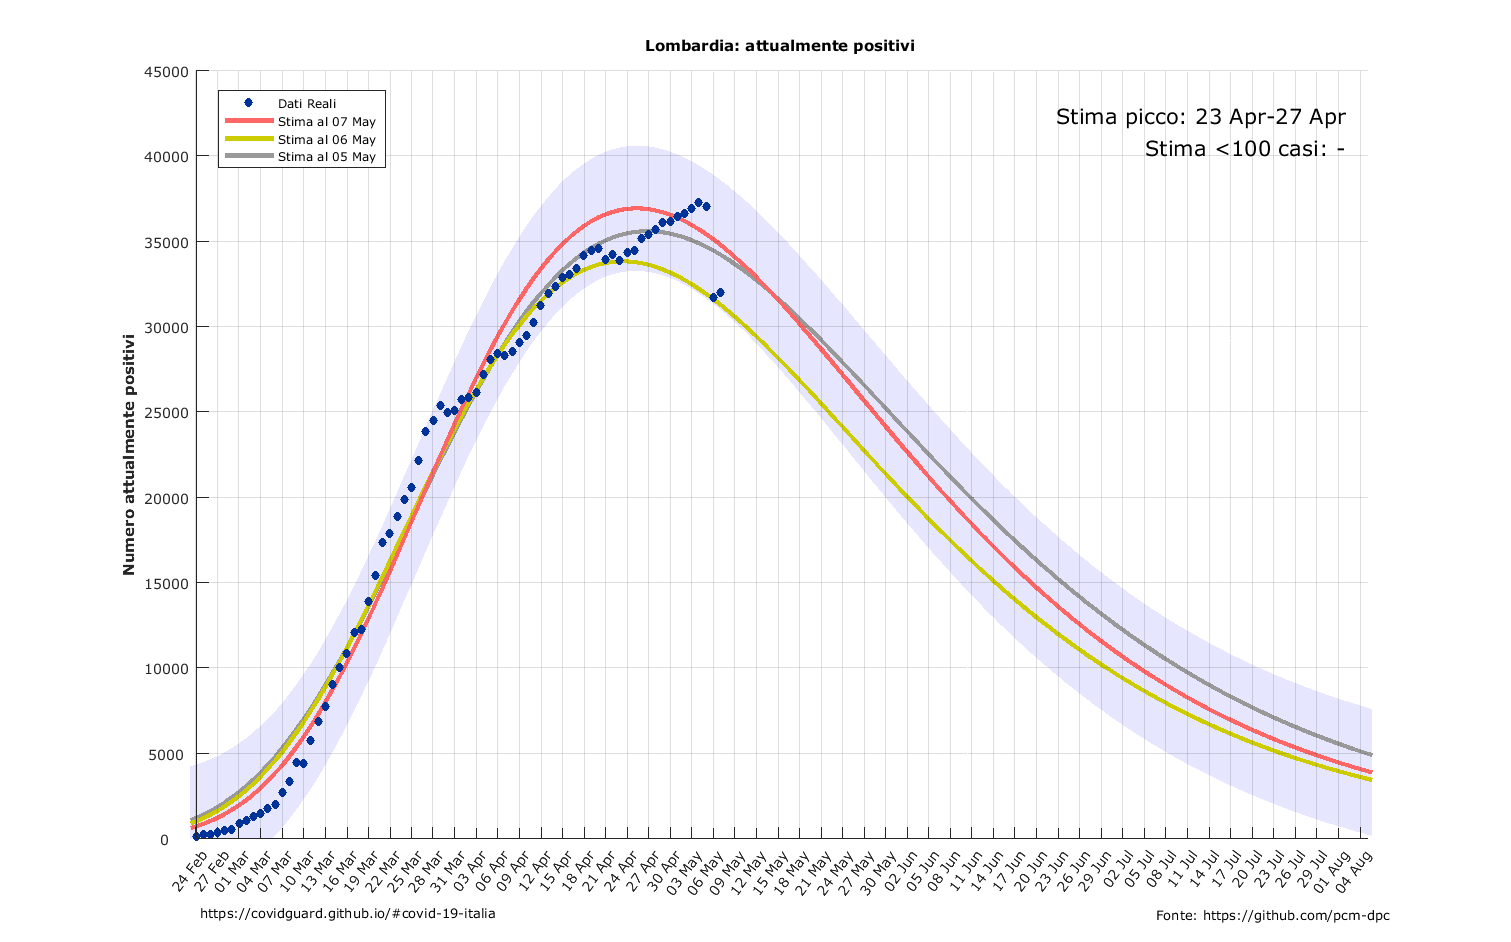 Lombardia: attualmente positivi
45000
40000
35000
30000
25000
20000
15000
10000
5000
0
Numero attualmente positivi
Dati Reali
Stima al 07 May
Stima al 06 May
Stima al 05 May
Stima picco: 23 Apr-27 Apr
Stima <100 casi: -
24 Feb
27 Feb
01 Mar
04 Mar
07 Mar
10 Mar
13 Mar
16 Mar
19 Mar
22 Mar
25 Mar
28 Mar
31 Mar
03 Apr
06 Apr
09 Apr
12 Apr
15 Apr
18 Apr
21 Apr
24 Apr
27 Apr
30 Apr
03 May
06 May
09 May
12 May
15 May
18 May
21 May
24 May
27 May
30 May
02 Jun
05 Jun
08 Jun
11 Jun
14 Jun
17 Jun
20 Jun
23 Jun
26 Jun
29 Jun
02 Jul
05 Jul
08 Jul
11 Jul
14 Jul
17 Jul
20 Jul
23 Jul
26 Jul
29 Jul
01 Aug
04 Aug
https://covidguard.github.io/#covid-19-italia
Fonte: https://github.com/pcm-dpc